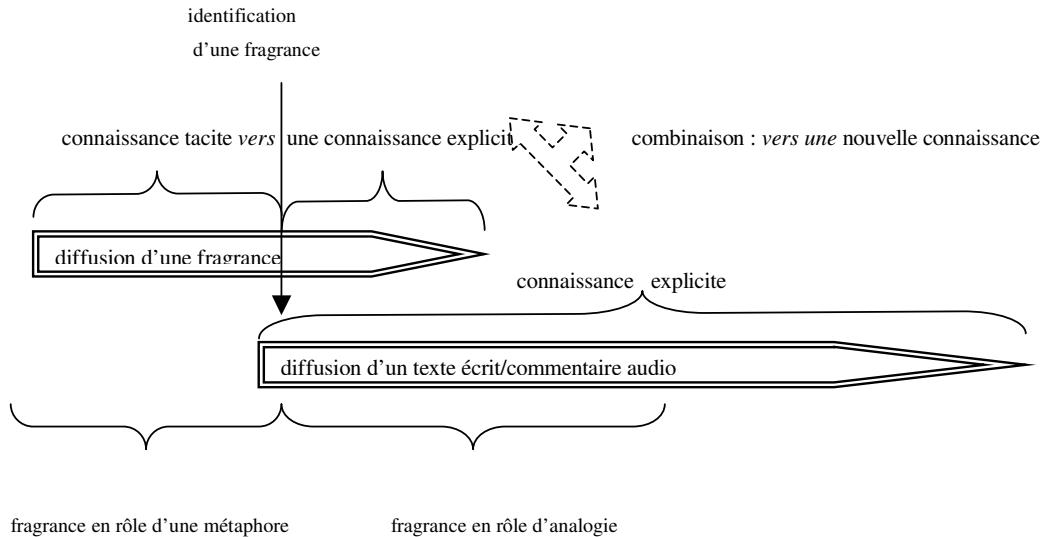 identification
d’une fragrance
connaissance tacite vers une connaissance explicit
combinaison : vers une nouvelle connaissance
diffusion d’une fragrance
connaissance explicite
diffusion d’un texte écrit/commentaire audio
fragrance en rôle d’une métaphore
fragrance en rôle d’analogie